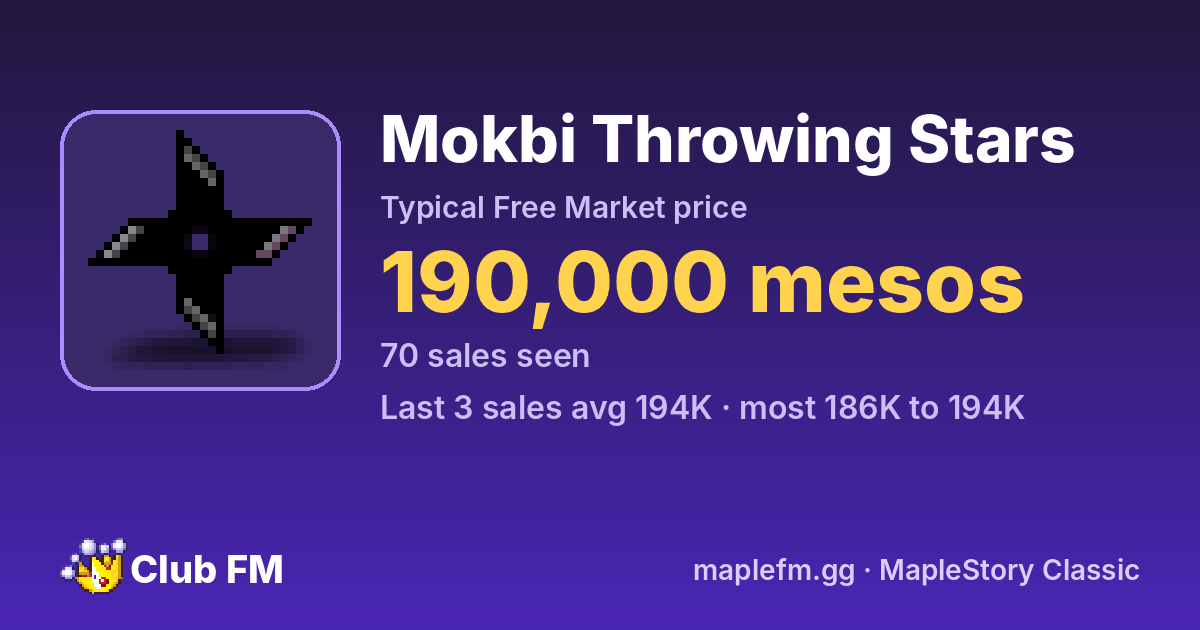 Mokbi Throwing Stars
Typical Free Market price
190,000 mesos
70 sales seen
Last 3 sales avg 194K · most 186K to 194K
Club FM
maplefm.gg · MapleStory Classic